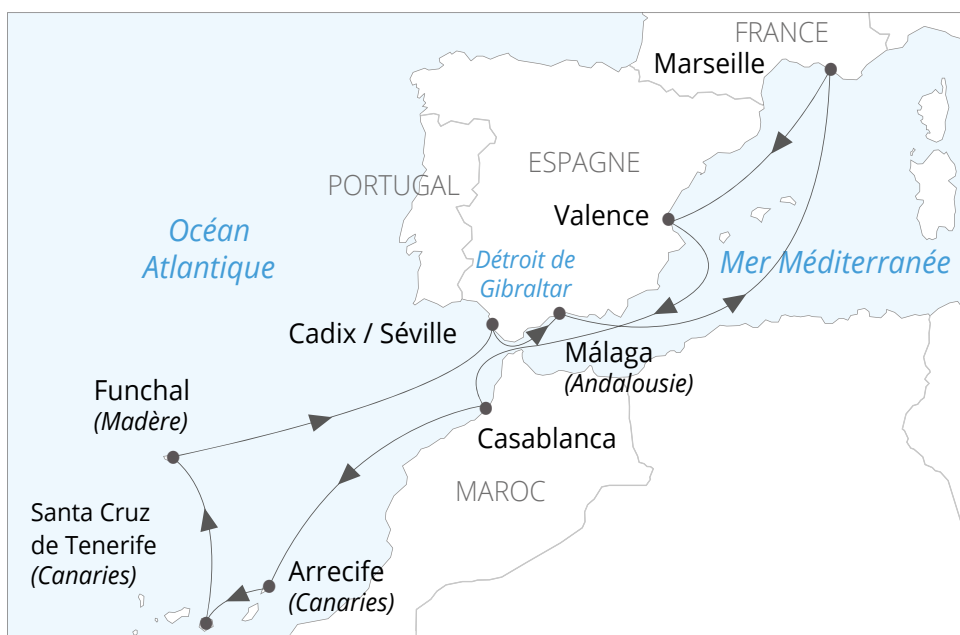 FRANCE
Marseille
ESPAGNE
PORTUGAL
Valence
Océan
Atlantique
Détroit de
Gibraltar
Mer Méditerranée
Cadix / Séville
Málaga
(Andalousie)
Funchal
(Madère)
Casablanca
MAROC
Santa Cruz
de Tenerife
(Canaries)
Arrecife
(Canaries)